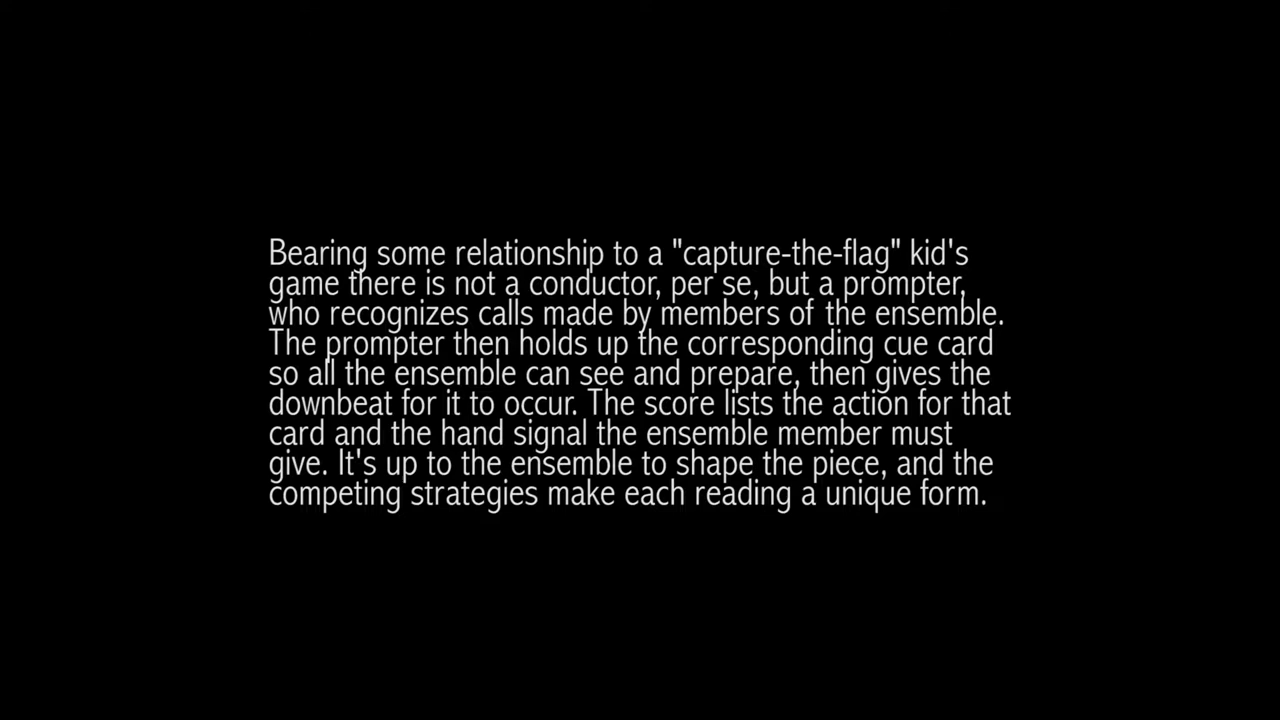 Bearing some relationship to a "capture-the-flag" kid's
game there is not a conductor, per se, but a prompter,
who recognizes calls made by members of the ensemble.
The prompter then holds up the corresponding cue card
so all the ensemble can see and prepare, then gives the
downbeat for it to occur. The score lists the action for that
card and the hand signal the ensemble member must
give. It's up to the ensemble to shape the piece, and the
competing strategies make each reading a unique form.